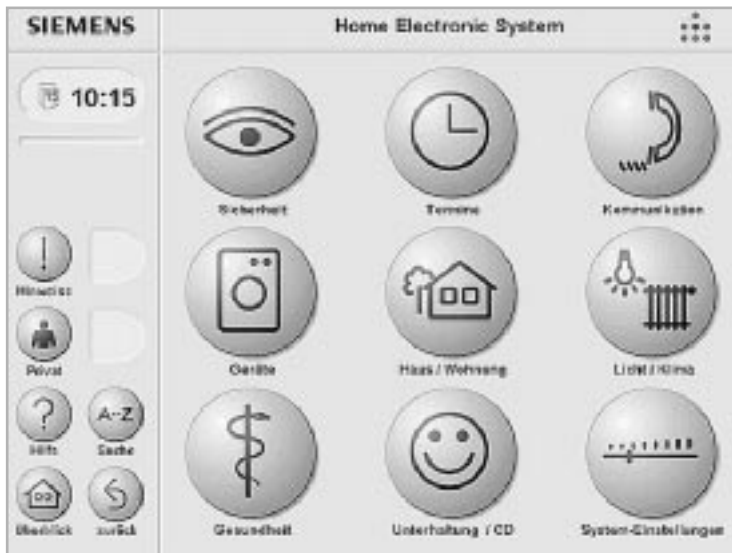 SIEMENS
Home Electronic System
10:15
Sicherheit
Termine
Kommunikation
Hinweise
Geräte
Haus / Wohnung
Licht / Klima
Privat
Hilfe
A-Z
Suche
Überblick
zurück
Gesundheit
Unterhaltung / CD
System-Einstellungen